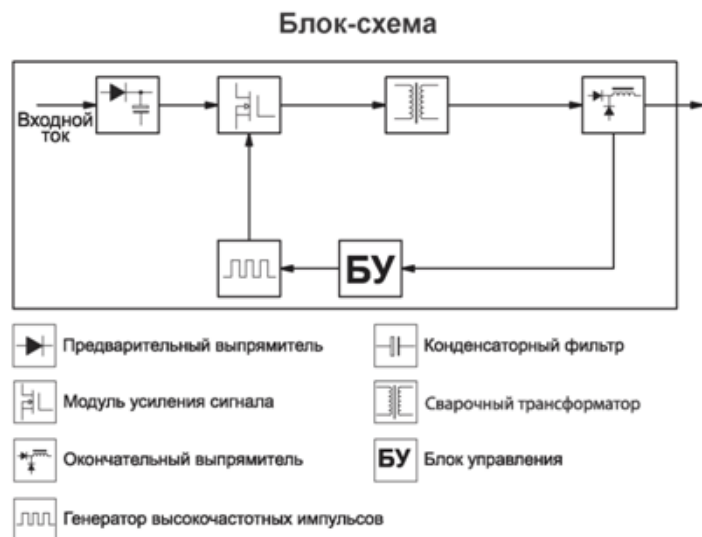 Блок-схема
Входной
ток
БУ
Предварительный выпрямитель
Конденсаторный фильтр
Модуль усиления сигнала
Сварочный трансформатор
Окончательный выпрямитель
БУ Блок управления
Генератор высокочастотных импульсов